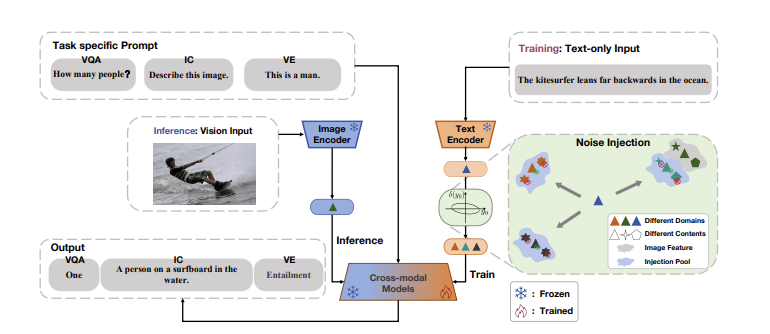 Task specific Prompt
VQA
How many people?
IC
Describe this image.
VE
This is a man.
Training: Text-only Input
The kitesurfer leans far backwards in the ocean.
Inference: Vision Input
Image
Encoder
Text
Encoder
Noise Injection
δ(y₀)
y₀
Different Domains
Different Contents
Image Feature
Injection Pool
Inference
Train
Output
VQA
One
IC
A person on a surfboard in the
water.
VE
Entailment
Cross-modal
Models
: Frozen
: Trained